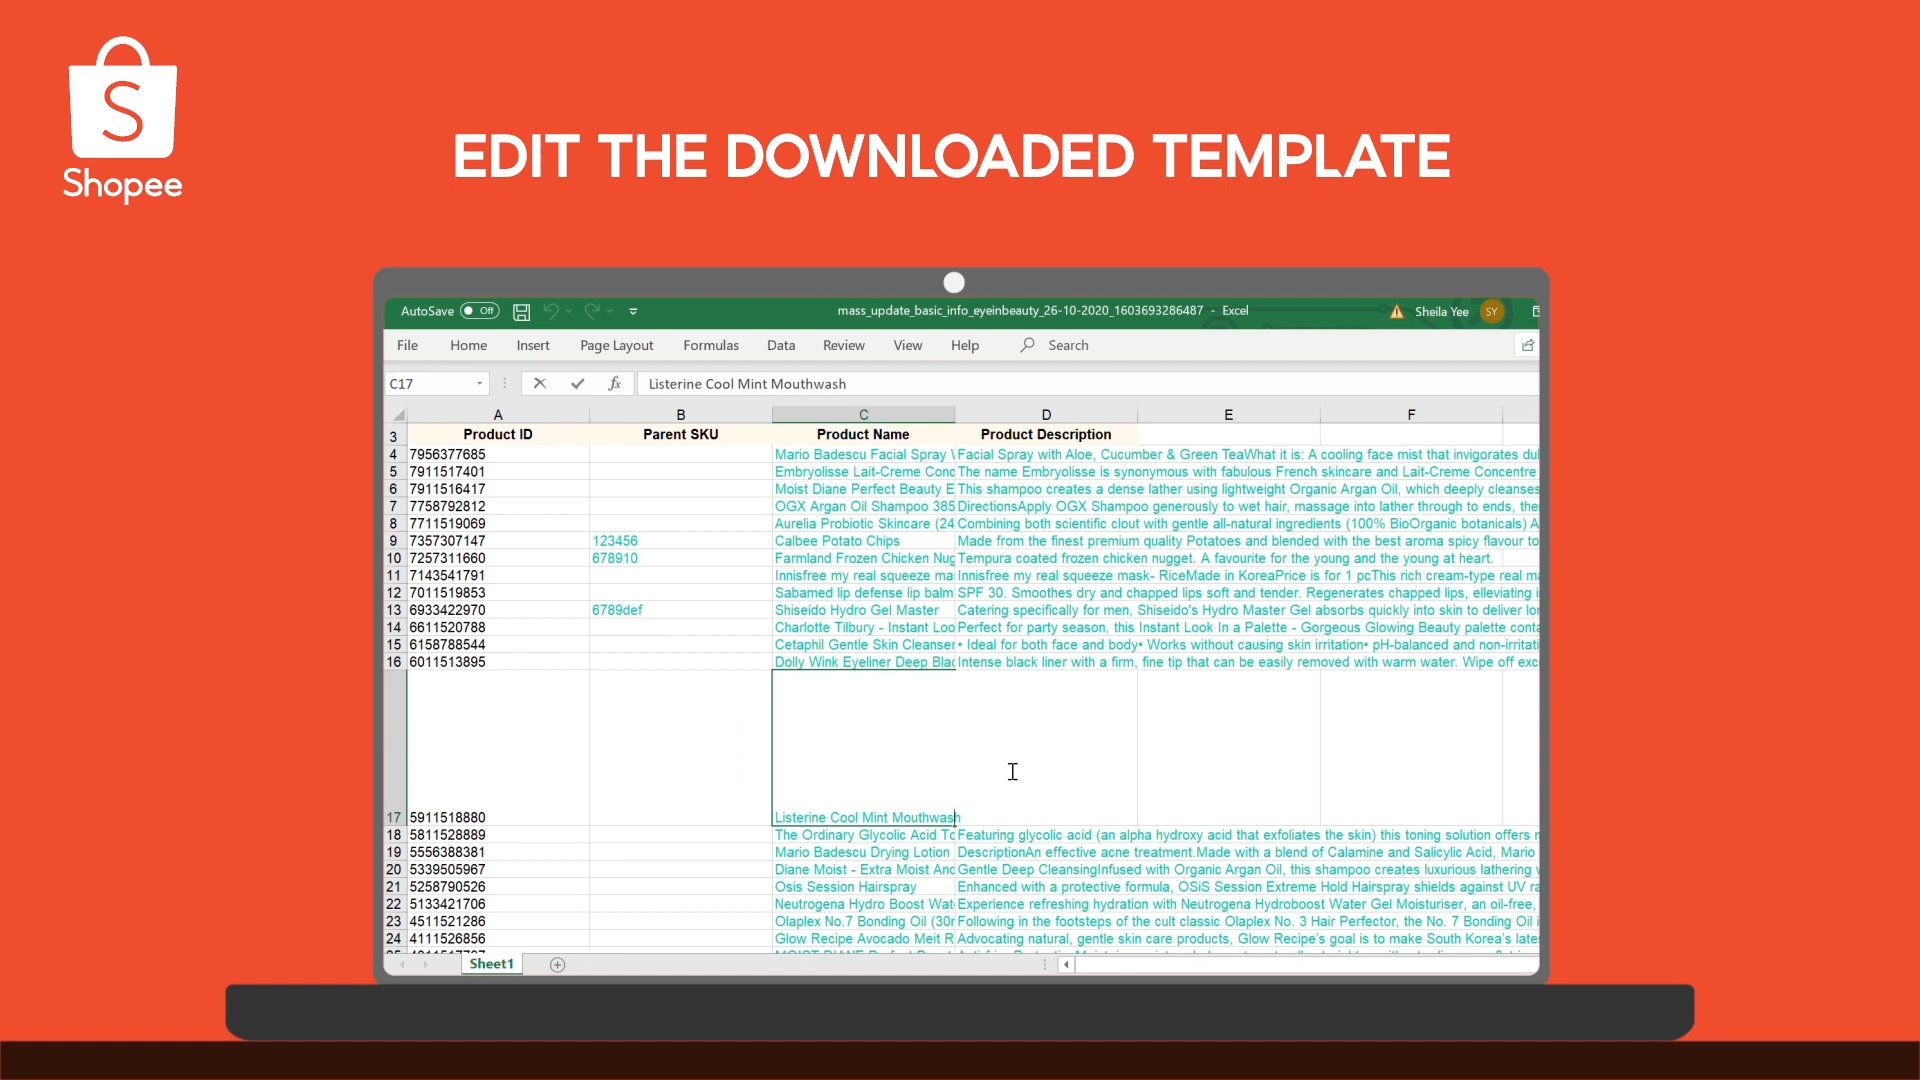 S
Shopee
EDIT THE DOWNLOADED TEMPLATE
AutoSave Off mass_update_basic_info_eyeinbeauty_26-10-2020_1603693286487 - Excel Sheila Yee SY
File Home Insert Page Layout Formulas Data Review View Help Search
C17 fx Listerine Cool Mint Mouthwash
A B C D E F
3 Product ID Parent SKU Product Name Product Description
4 7956377685 Mario Badescu Facial Spray Facial Spray with Aloe, Cucumber & Green TeaWhat it is: A cooling face mist that invigorates
5 7911517401 Embryolisse Lait-Creme The name Embryolisse is synonymous with fabulous French skincare and Lait-Creme Concentre
6 7911516417 Moist Diane Perfect Beauty This shampoo creates a dense lather using lightweight Organic Argan Oil, which deeply cleanses
7 7758792812 OGX Argan Oil Shampoo 385 DirectionsApply OGX Shampoo generously to wet hair, massage into lather through to ends,
8 7711519069 Aurelia Probiotic Skincare (24 Combining both scientific clout with gentle all-natural ingredients (100% BioOrganic botanicals)
9 7357307147 123456 Calbee Potato Chips Made from the finest premium quality Potatoes and blended with the best aroma spicy flavour to
10 7257311660 678910 Farmland Frozen Chicken Tempura coated frozen chicken nugget. A favourite for the young and the young at heart.
11 7143541791 Innisfree my real squeeze Innisfree my real squeeze mask- RiceMade in KoreaPrice is for 1 pcThis rich cream-type real
12 7011519853 Sabamed lip defense lip balm SPF 30. Smoothes dry and chapped lips soft and tender. Regenerates chapped lips, elleviating
13 6933422970 6789def Shiseido Hydro Gel Master Catering specifically for men, Shiseido's Hydro Master Gel absorbs quickly into skin to deliver
14 6611520788 Charlotte Tilbury - Instant Perfect for party season, this Instant Look In a Palette - Gorgeous Glowing Beauty palette
15 6158788544 Cetaphil Gentle Skin Cleanser • Ideal for both face and body• Works without causing skin irritation• pH-balanced and
16 6011513895 Dolly Wink Eyeliner Deep Intense black liner with a firm, fine tip that can be easily removed with warm water. Wipe off
17 5911518880 Listerine Cool Mint Mouthwash
18 5811528889 The Ordinary Glycolic Acid Featuring glycolic acid (an alpha hydroxy acid that exfoliates the skin) this toning solution offers
19 5556388381 Mario Badescu Drying Lotion DescriptionAn effective acne treatment.Made with a blend of Calamine and Salicylic Acid, Mario
20 5339505967 Diane Moist - Extra Moist Gentle Deep CleansingInfused with Organic Argan Oil, this shampoo creates luxurious lathering
21 5258790526 Osis Session Hairspray Enhanced with a protective formula, OSiS Session Extreme Hold Hairspray shields against UV
22 5133421706 Neutrogena Hydro Boost Experience refreshing hydration with Neutrogena Hydroboost Water Gel Moisturiser, an oil-free,
23 4511521286 Olaplex No.7 Bonding Oil Following in the footsteps of the cult classic Olaplex No. 3 Hair Perfector, the No. 7 Bonding Oil
24 4111526856 Glow Recipe Avocado Meit Advocating natural, gentle skin care products, Glow Recipe's goal is to make South Korea's
Sheet1